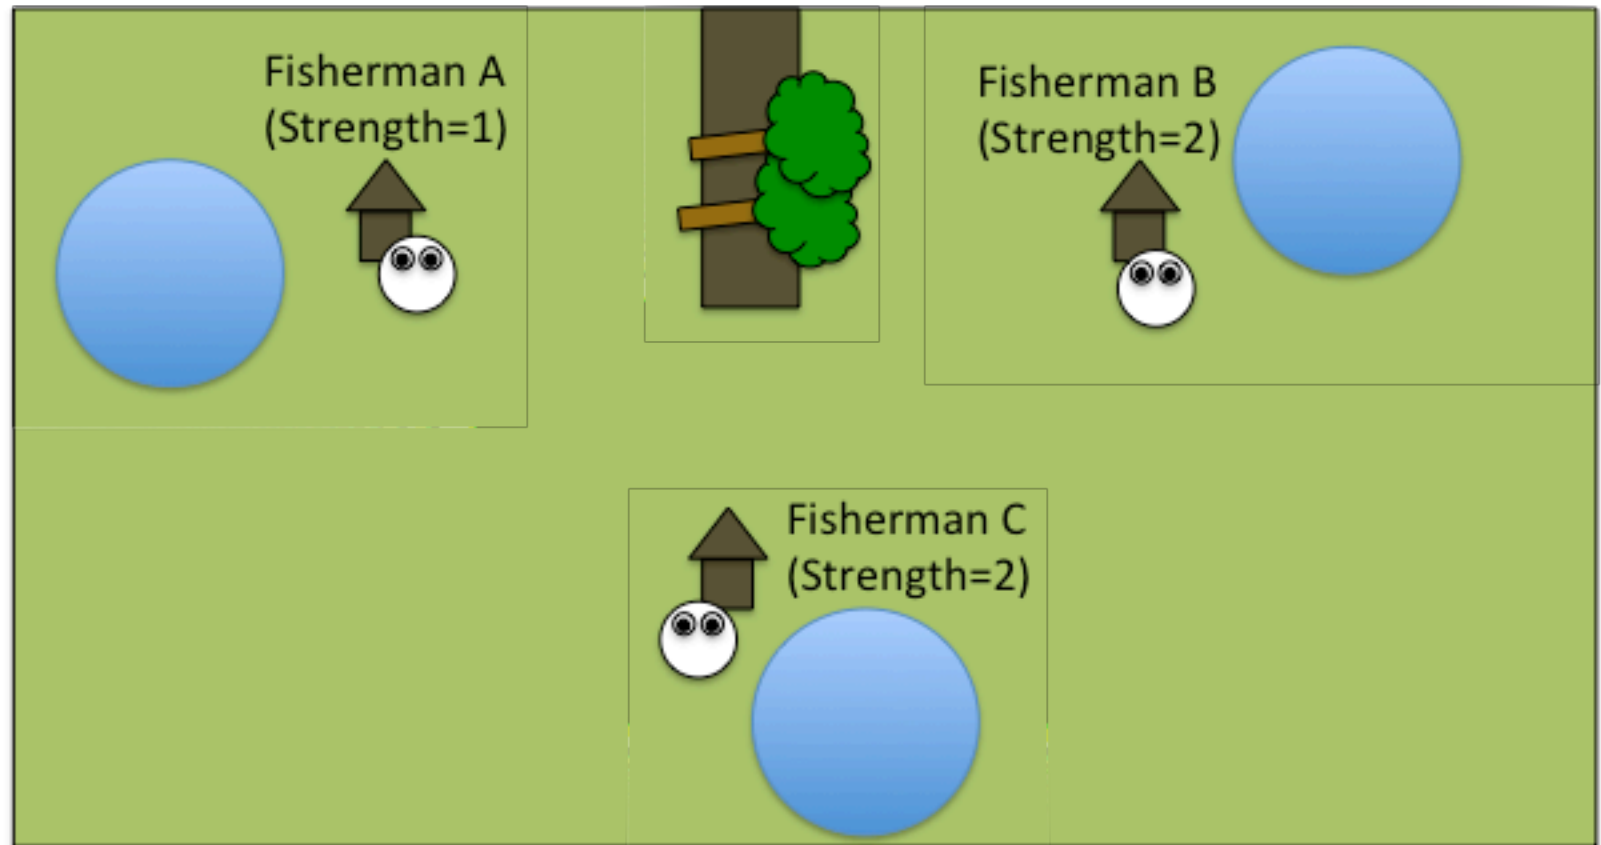 Fisherman A
(Strength=1)
Fisherman B
(Strength=2)
Fisherman C
(Strength=2)